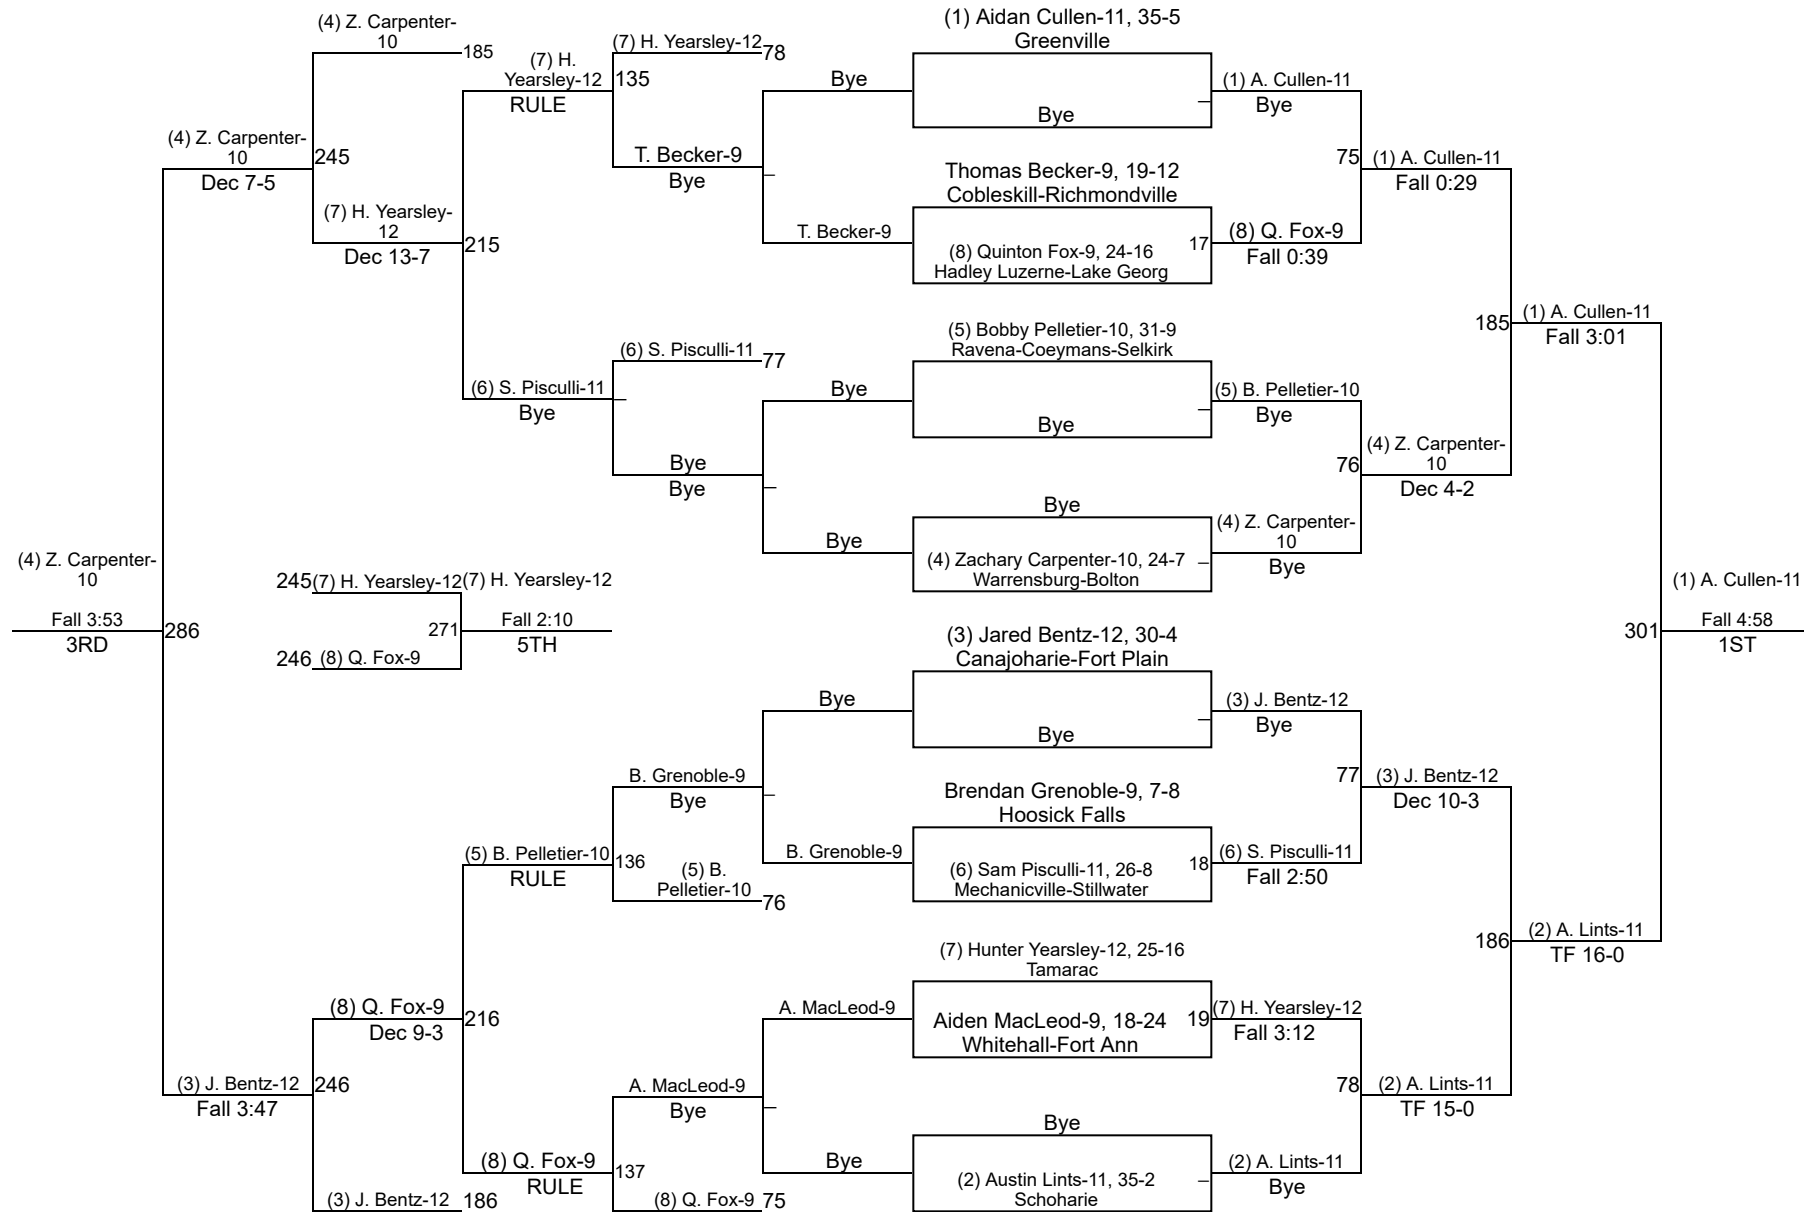 (1) Aidan Cullen-11, 35-5
Greenville
(4) Z. Carpenter-
10
185
(7) H. Yearsley-12
78
(7) H.
Yearsley-12
135
RULE
Bye
(1) A. Cullen-11
Bye
Bye
T. Becker-9
Bye
(4) Z. Carpenter-
10
245
Dec 7-5
75
(1) A. Cullen-11
Fall 0:29
Thomas Becker-9, 19-12
Cobleskill-Richmondville
(7) H. Yearsley-
12
215
Dec 13-7
T. Becker-9
(8) Quinton Fox-9, 24-16
Hadley Luzerne-Lake Georg
17
(8) Q. Fox-9
Fall 0:39
(5) Bobby Pelletier-10, 31-9
Ravena-Coeymans-Selkirk
185
(1) A. Cullen-11
Fall 3:01
(6) S. Pisculli-11
77
(6) S. Pisculli-11
Bye
Bye
(5) B. Pelletier-10
Bye
Bye
Bye
Bye
76
(4) Z. Carpenter-
10
Dec 4-2
Bye
Bye
(4) Zachary Carpenter-10, 24-7
Warrensburg-Bolton
(4) Z. Carpenter-
10
Bye
(4) Z. Carpenter-
10
Fall 3:53
3RD
286
245
(7) H. Yearsley-12
(7) H. Yearsley-12
271
Fall 2:10
5TH
246
(8) Q. Fox-9
(1) A. Cullen-11
301
Fall 4:58
1ST
(3) Jared Bentz-12, 30-4
Canajoharie-Fort Plain
Bye
(3) J. Bentz-12
Bye
Bye
B. Grenoble-9
Bye
77
(3) J. Bentz-12
Dec 10-3
Brendan Grenoble-9, 7-8
Hoosick Falls
(5) B. Pelletier-10
136
RULE
(5) B.
Pelletier-10
76
B. Grenoble-9
(6) Sam Pisculli-11, 26-8
Mechanicville-Stillwater
18
(6) S. Pisculli-11
Fall 2:50
186
(2) A. Lints-11
TF 16-0
(7) Hunter Yearsley-12, 25-16
Tamarac
(8) Q. Fox-9
216
Dec 9-3
A. MacLeod-9
Aiden MacLeod-9, 18-24
Whitehall-Fort Ann
19
(7) H. Yearsley-12
Fall 3:12
(3) J. Bentz-12
246
Fall 3:47
A. MacLeod-9
Bye
78
(2) A. Lints-11
TF 15-0
Bye
(8) Q. Fox-9
137
RULE
Bye
(2) Austin Lints-11, 35-2
Schoharie
(2) A. Lints-11
Bye
(3) J. Bentz-12
186
(8) Q. Fox-9
75